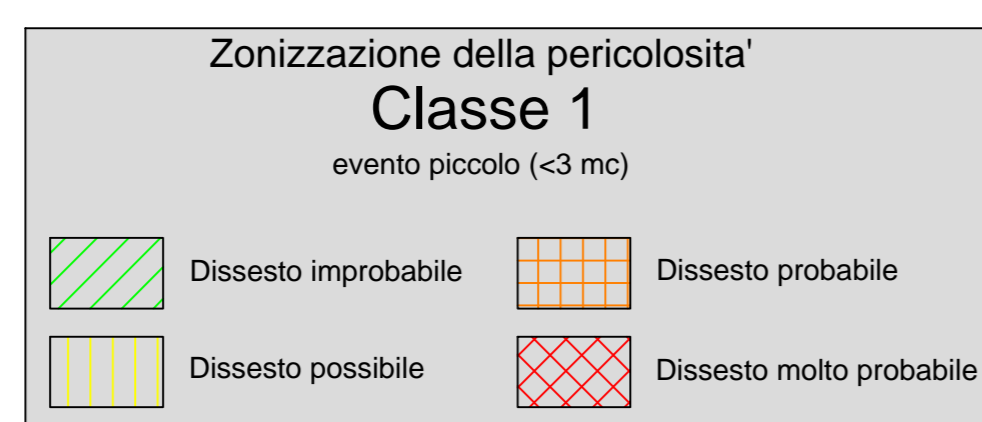 Zonizzazione della pericolosita'
Classe 1
evento piccolo (<3 mc)
Dissesto improbabile
Dissesto probabile
Dissesto possibile
Dissesto molto probabile